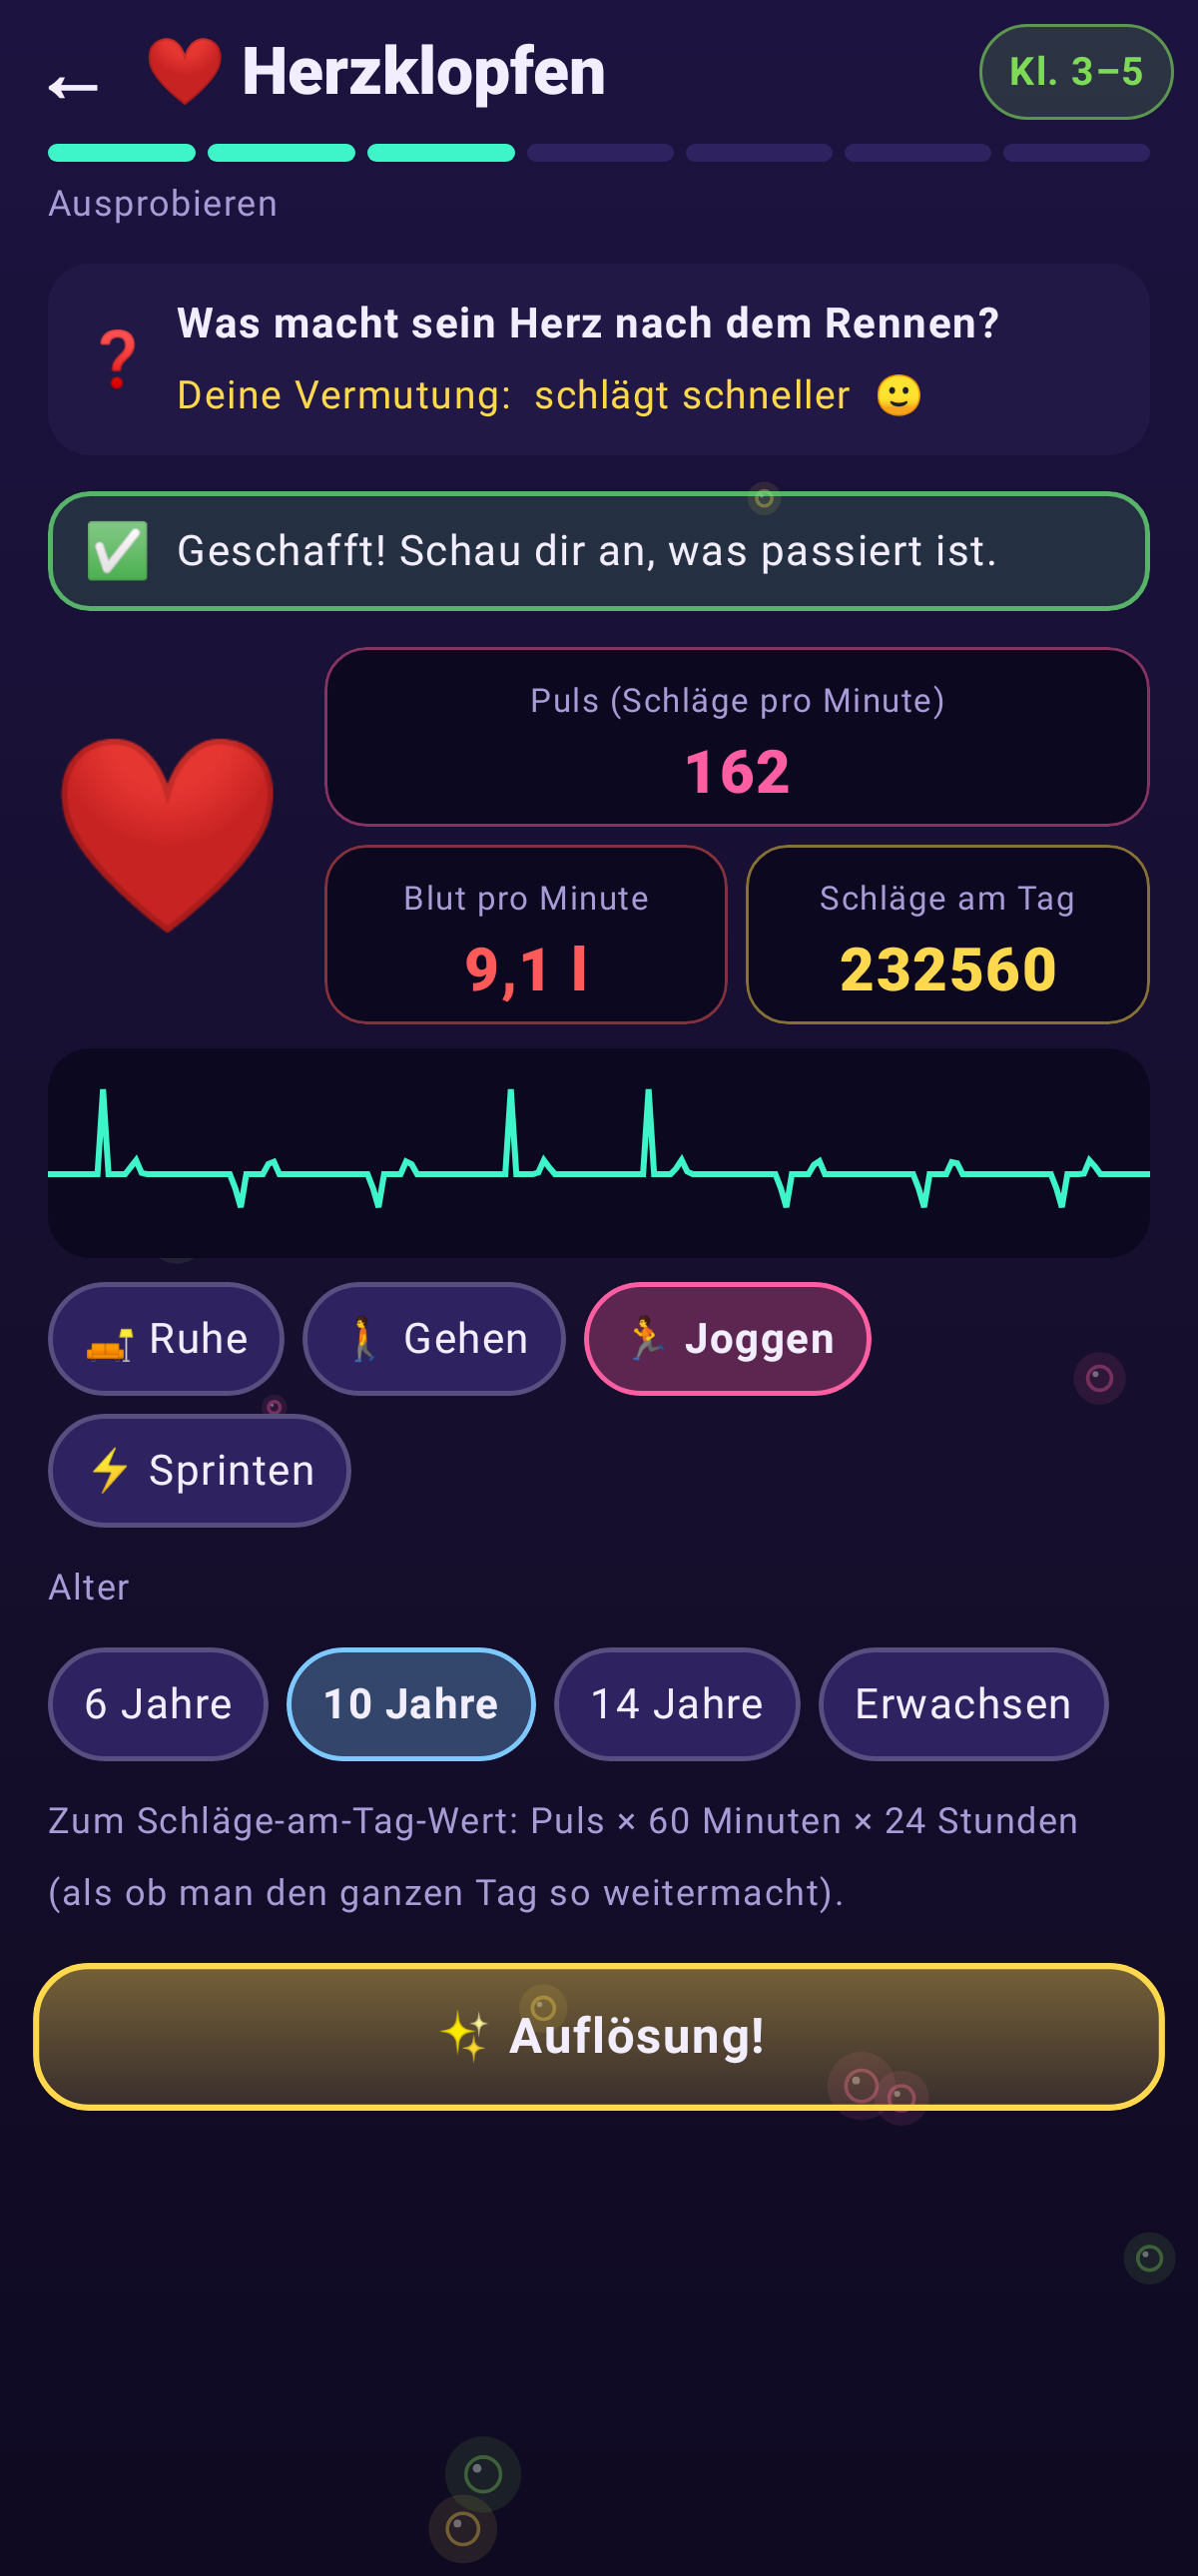 ← ❤️ Herzklopfen
Kl. 3–5
Ausprobieren
❓ Was macht sein Herz nach dem Rennen?
Deine Vermutung: schlägt schneller 🙂
✅ Geschafft! Schau dir an, was passiert ist.
Puls (Schläge pro Minute)
162
Blut pro Minute
9,1 l
Schläge am Tag
232560
🛋️ Ruhe
🚶 Gehen
🏃 Joggen
⚡ Sprinten
Alter
6 Jahre
10 Jahre
14 Jahre
Erwachsen
Zum Schläge-am-Tag-Wert: Puls × 60 Minuten × 24 Stunden
(als ob man den ganzen Tag so weitermacht).
✨ Auflösung!